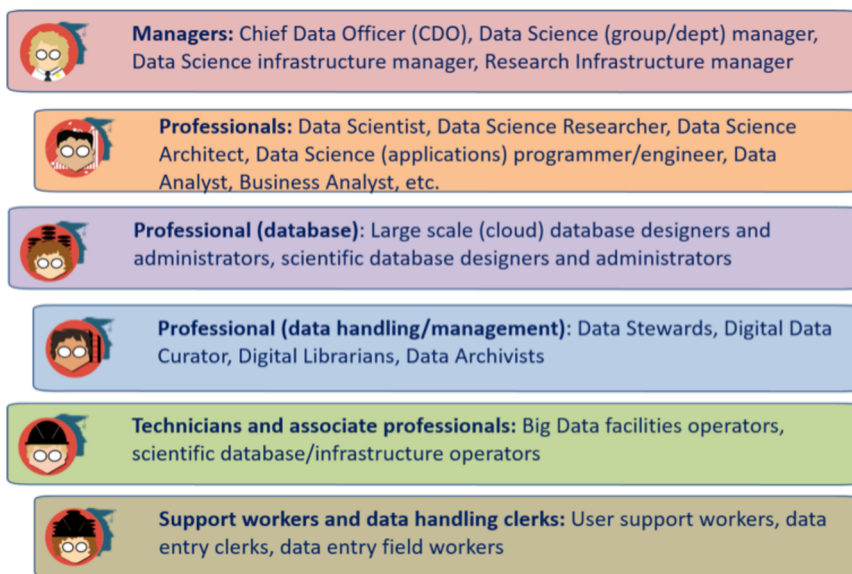 Managers: Chief Data Officer (CDO), Data Science (group/dept) manager,
Data Science infrastructure manager, Research Infrastructure manager
Professionals: Data Scientist, Data Science Researcher, Data Science
Architect, Data Science (applications) programmer/engineer, Data
Analyst, Business Analyst, etc.
Professional (database): Large scale (cloud) database designers and
administrators, scientific database designers and administrators
Professional (data handling/management): Data Stewards, Digital Data
Curator, Digital Librarians, Data Archivists
Technicians and associate professionals: Big Data facilities operators,
scientific database/infrastructure operators
Support workers and data handling clerks: User support workers, data
entry clerks, data entry field workers